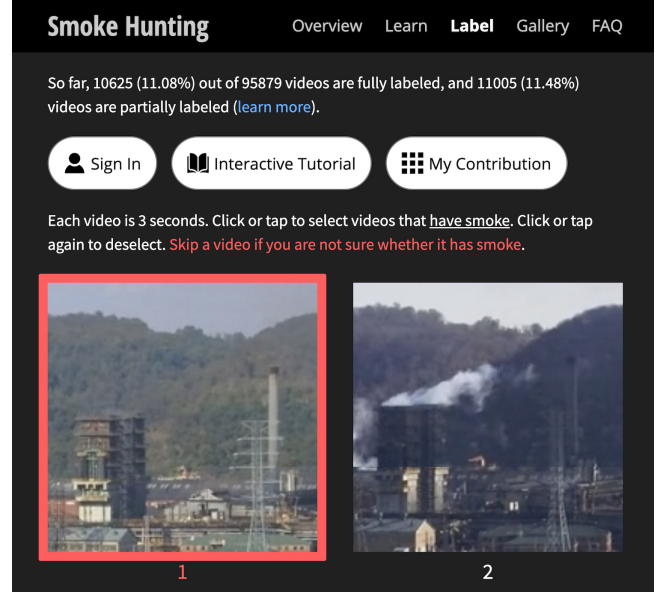 Smoke Hunting
Overview Learn Label Gallery FAQ
So far, 10625 (11.08%) out of 95879 videos are fully labeled, and 11005 (11.48%)
videos are partially labeled (learn more).
Sign In
Interactive Tutorial
My Contribution
Each video is 3 seconds. Click or tap to select videos that have smoke. Click or tap
again to deselect. Skip a video if you are not sure whether it has smoke.
1
2